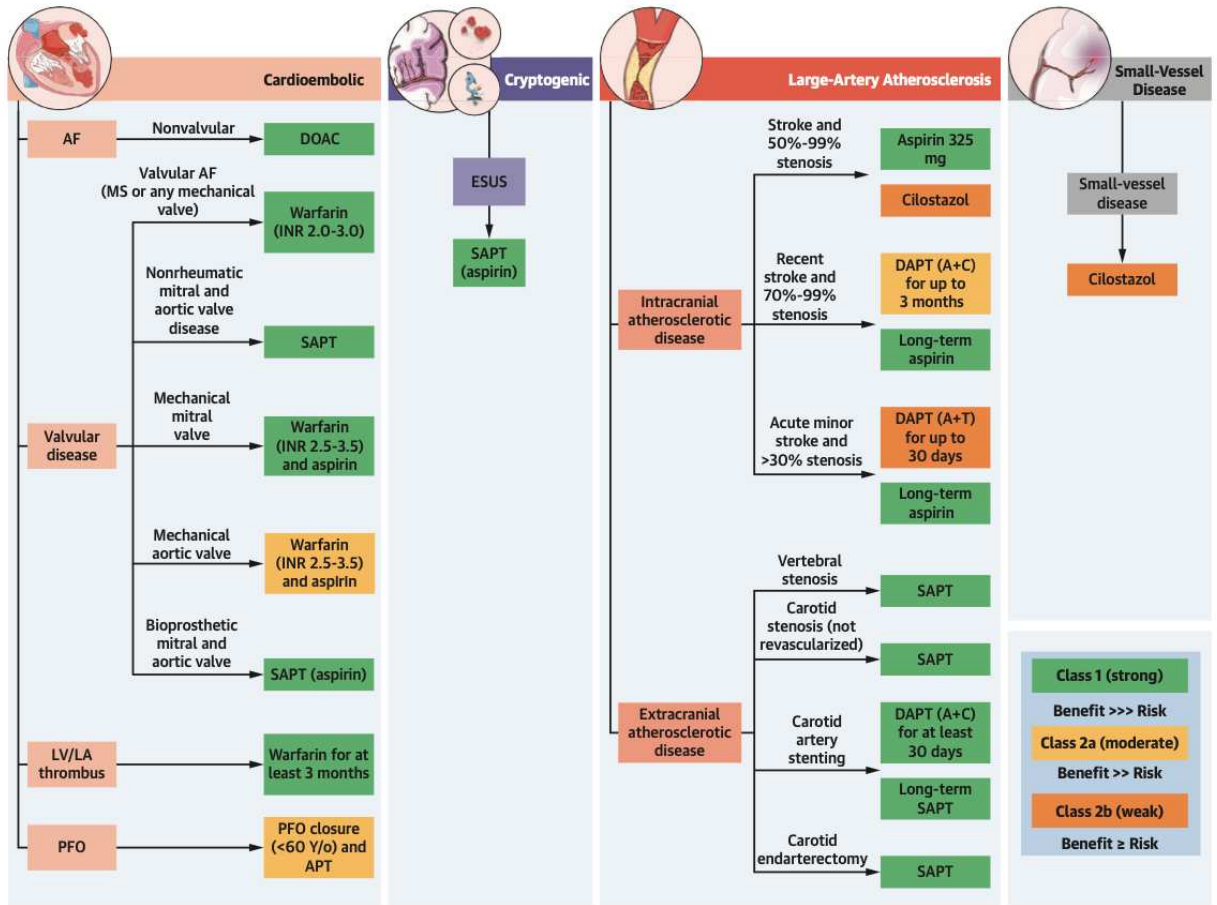 Cardioembolic
AF
Nonvalvular
DOAC
Valvular AF
(MS or any mechanical
valve)
Warfarin
(INR 2.0-3.0)
Nonrheumatic
mitral and
aortic valve
disease
SAPT
Valvular
disease
Mechanical
mitral
valve
Warfarin
(INR 2.5-3.5)
and aspirin
Mechanical
aortic valve
Warfarin
(INR 2.5-3.5)
and aspirin
Bioprosthetic
mitral and
aortic valve
SAPT (aspirin)
LV/LA
thrombus
Warfarin for at
least 3 months
PFO
PFO closure
(<60 Y/o) and
APT
Cryptogenic
ESUS
SAPT
(aspirin)
Large-Artery Atherosclerosis
Intracranial
atherosclerotic
disease
Stroke and
50%-99%
stenosis
Aspirin 325
mg
Cilostazol
Recent
stroke and
70%-99%
stenosis
DAPT (A+C)
for up to
3 months
Long-term
aspirin
Acute minor
stroke and
>30% stenosis
DAPT (A+T)
for up to
30 days
Long-term
aspirin
Extracranial
atherosclerotic
disease
Vertebral
stenosis
SAPT
Carotid
stenosis (not
revascularized)
SAPT
Carotid
artery
stenting
DAPT (A+C)
for at least
30 days
Long-term
SAPT
Carotid
endarterectomy
SAPT
Small-Vessel
Disease
Small-vessel
disease
Cilostazol
Class 1 (strong)
Benefit >>> Risk
Class 2a (moderate)
Benefit >> Risk
Class 2b (weak)
Benefit ≥ Risk